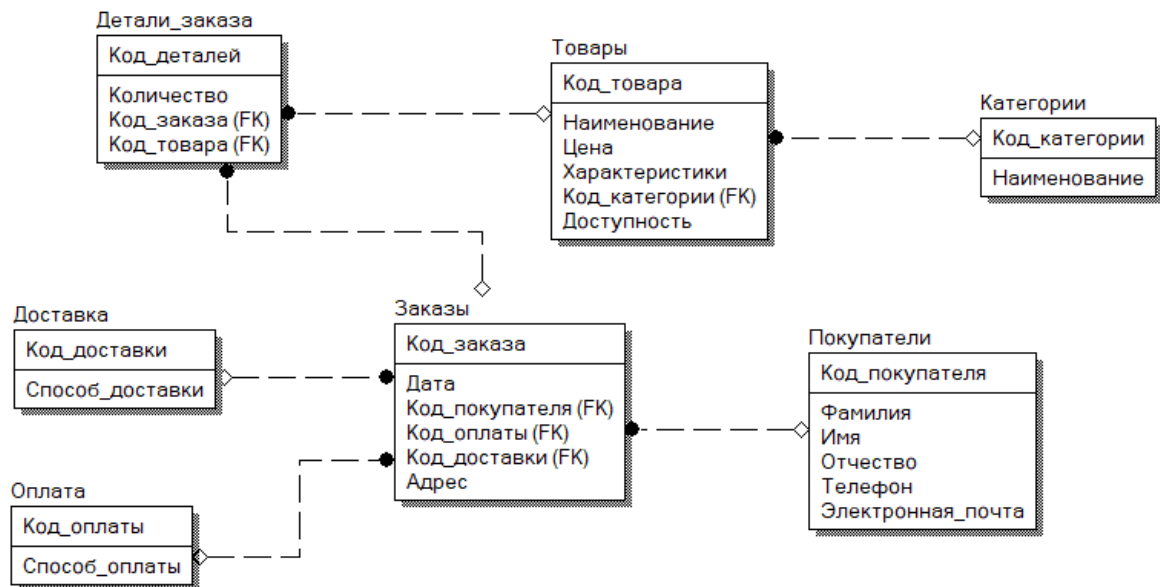 Детали_заказа
Код_деталей
Количество
Код_заказа (FK)
Код_товара (FK)
Товары
Код_товара
Наименование
Цена
Характеристики
Код_категории (FK)
Доступность
Категории
Код_категории
Наименование
Доставка
Код_доставки
Способ_доставки
Заказы
Код_заказа
Дата
Код_покупателя (FK)
Код_оплаты (FK)
Код_доставки (FK)
Адрес
Покупатели
Код_покупателя
Фамилия
Имя
Отчество
Телефон
Электронная_почта
Оплата
Код_оплаты
Способ_оплаты